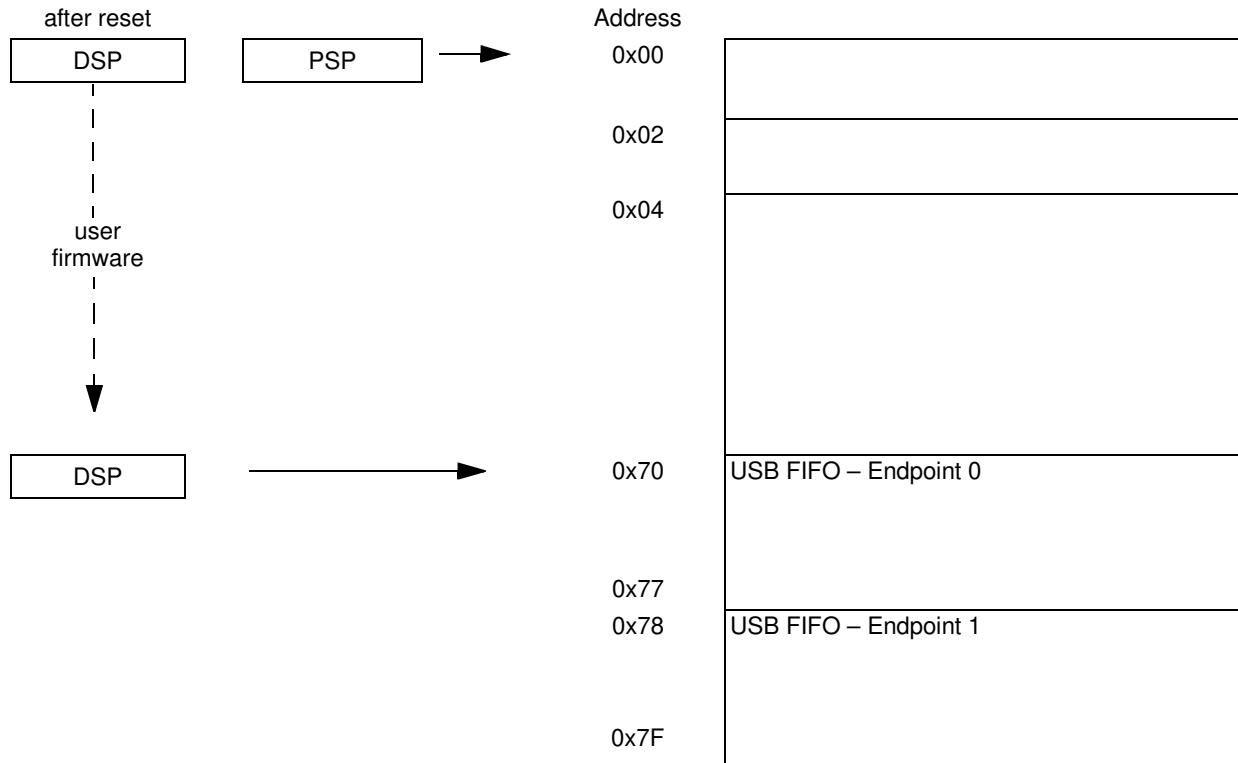 after reset
Address
DSP
PSP
0x00
0x02
0x04
user
firmware
DSP
0x70
USB FIFO – Endpoint 0
0x77
0x78
USB FIFO – Endpoint 1
0x7F